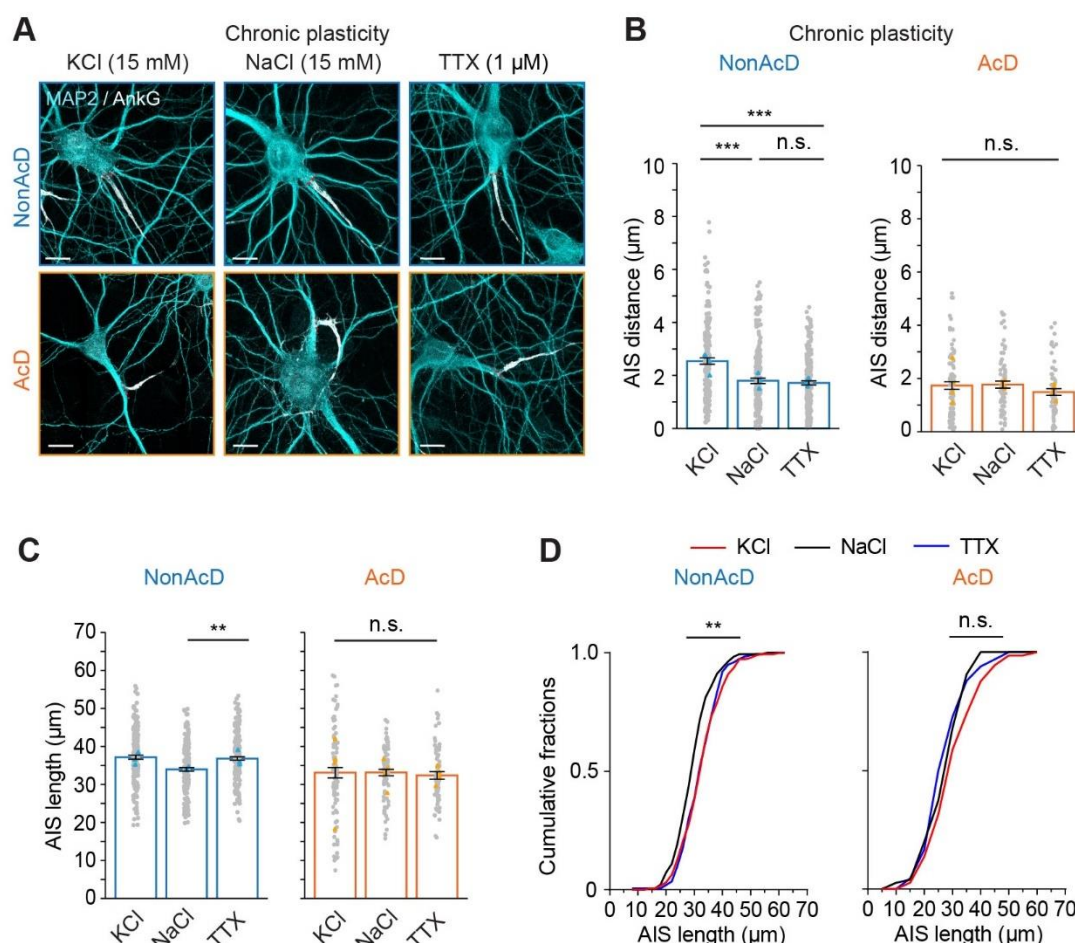 A
Chronic plasticity
KCl (15 mM) NaCl (15 mM) TTX (1 µM)
MAP2 / AnkG
NonAcD
AcD
B
Chronic plasticity
NonAcD AcD
***
*** n.s.
n.s.
AIS distance (µm)
10
8
6
4
2
0
KCl NaCl TTX
AIS distance (µm)
10
8
6
4
2
0
KCl NaCl TTX
C
NonAcD AcD
** n.s.
AIS length (µm)
70
60
50
40
30
20
10
0
KCl NaCl TTX
KCl NaCl TTX
D
KCl NaCl TTX
NonAcD AcD
** n.s.
Cumulative fractions
1.0
0.5
0
0 10 20 30 40 50 60 70
AIS length (µm)
0 10 20 30 40 50 60 70
AIS length (µm)